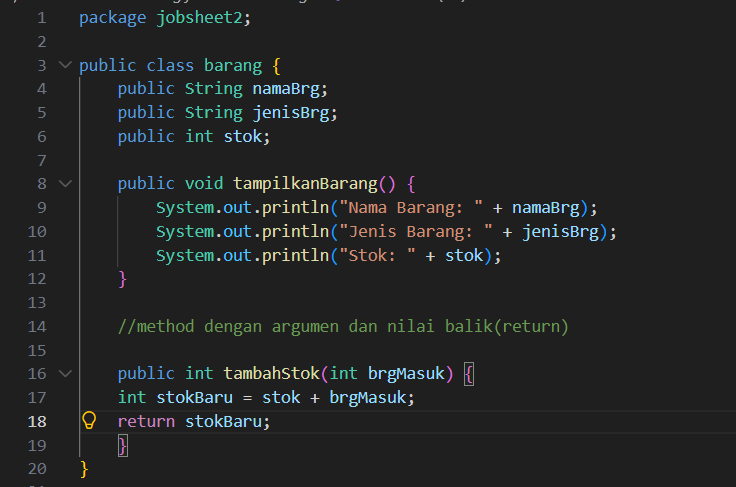 1 package jobsheet2;
2
3 public class barang {
4     public String namaBrg;
5     public String jenisBrg;
6     public int stok;
7
8     public void tampilkanBarang() {
9         System.out.println("Nama Barang: " + namaBrg);
10         System.out.println("Jenis Barang: " + jenisBrg);
11         System.out.println("Stok: " + stok);
12     }
13
14     //method dengan argumen dan nilai balik(return)
15
16     public int tambahStok(int brgMasuk) {
17     int stokBaru = stok + brgMasuk;
18     return stokBaru;
19     }
20 }